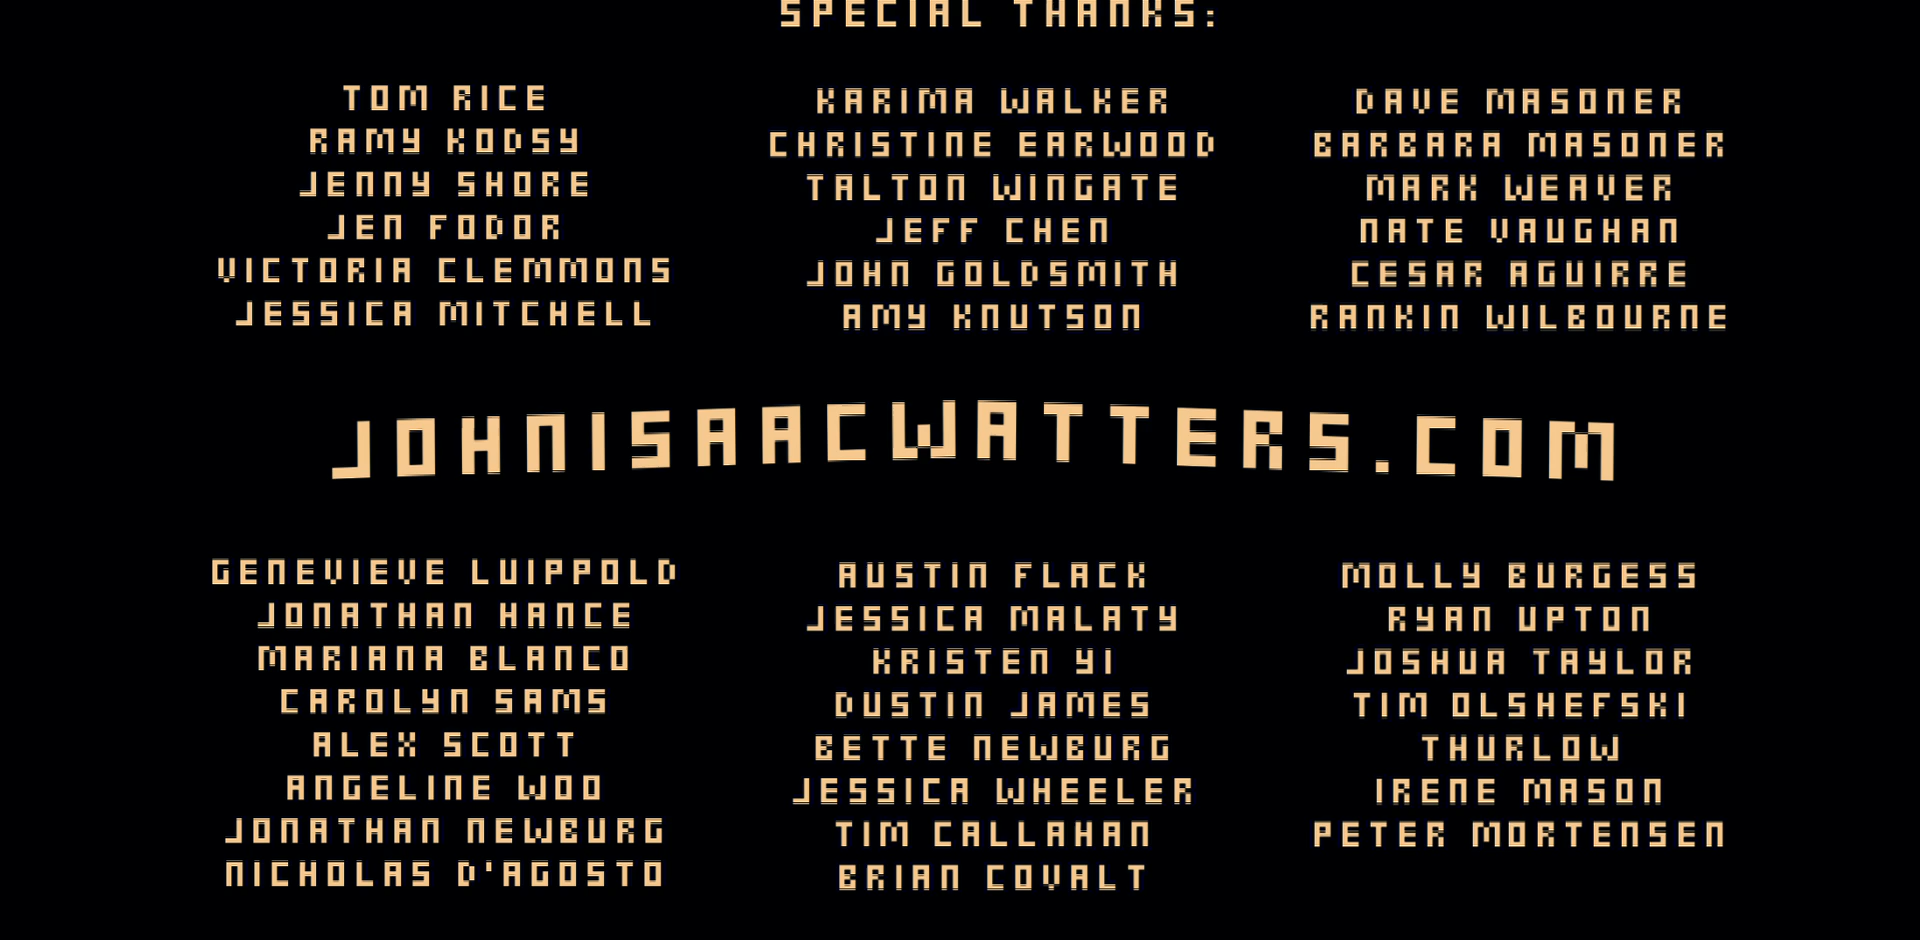 SPECIAL THANKS:
TOM RICE
RAMY KODSY
JENNY SHORE
JEN FODOR
VICTORIA CLEMMONS
JESSICA MITCHELL
KARIMA WALKER
CHRISTINE EARWOOD
TALTON WINGATE
JEFF CHEN
JOHN GOLDSMITH
AMY KNUTSON
DAVE MASONER
BARBARA MASONER
MARK WEAVER
NATE VAUGHAN
CESAR AGUIRRE
RANKIN WILBOURNE
JOHNISAACWATTERS.COM
GENEVIEVE LUIPPOLD
JONATHAN HANCE
MARIANA BLANCO
CAROLYN SAMS
ALEX SCOTT
ANGELINE WOO
JONATHAN NEWBURG
NICHOLAS D'AGOSTO
AUSTIN FLACK
JESSICA MALATY
KRISTEN YI
DUSTIN JAMES
BETTE NEWBURG
JESSICA WHEELER
TIM CALLAHAN
BRIAN COVALT
MOLLY BURGESS
RYAN UPTON
JOSHUA TAYLOR
TIM OLSHEFSKI
THURLOW
IRENE MASON
PETER MORTENSEN